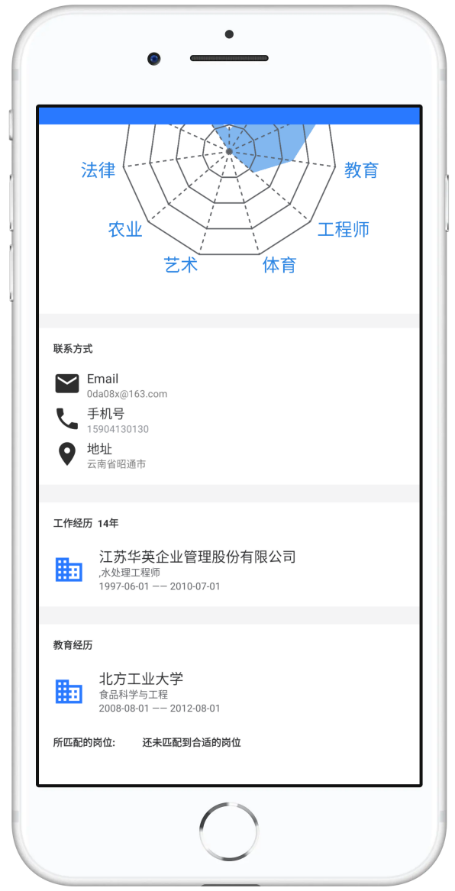 法律
教育
农业
工程师
艺术
体育
联系方式
Email
0da08x@163.com
手机号
15904130130
地址
云南省昭通市
工作经历 14年
江苏华英企业管理股份有限公司
,水处理工程师
1997-06-01 —— 2010-07-01
教育经历
北方工业大学
食品科学与工程
2008-08-01 —— 2012-08-01
所匹配的岗位: 还未匹配到合适的岗位